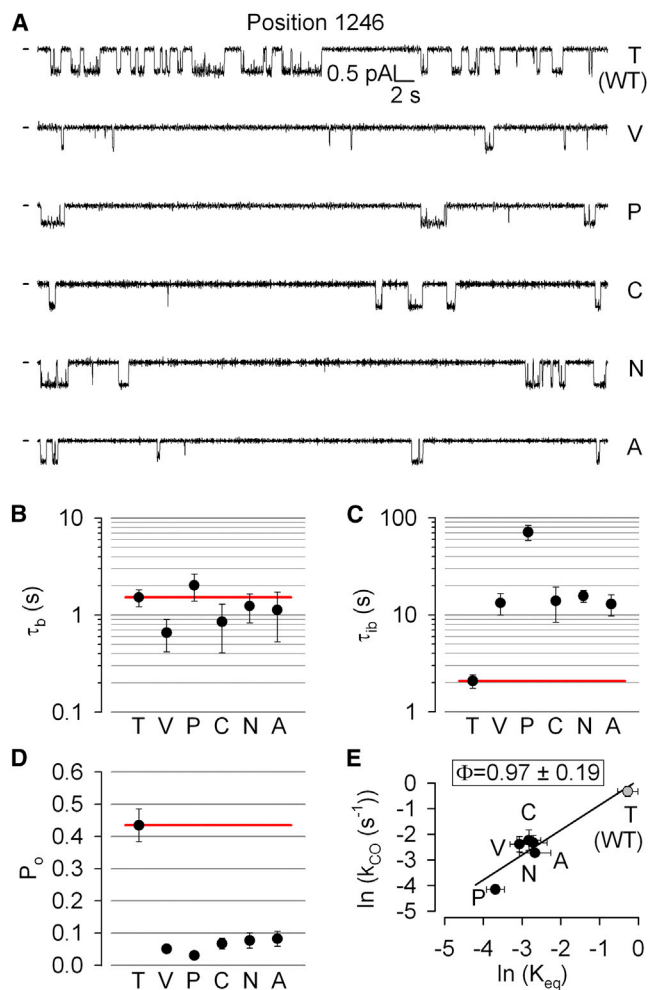 A
Position 1246
T
(WT)
0.5 pA
2 s
V
P
C
N
A
B
10
1
0.1
τb (s)
T V P C N A
C
100
10
1
τib (s)
T V P C N A
D
0.6
0.5
0.4
0.3
0.2
0.1
0.0
Po
T V P C N A
E
Φ=0.97 ± 0.19
0
-1
-2
-3
-4
-5
ln (kCO (s-1))
C
V
N
A
P
T
(WT)
-5 -4 -3 -2 -1 0
ln (Keq)